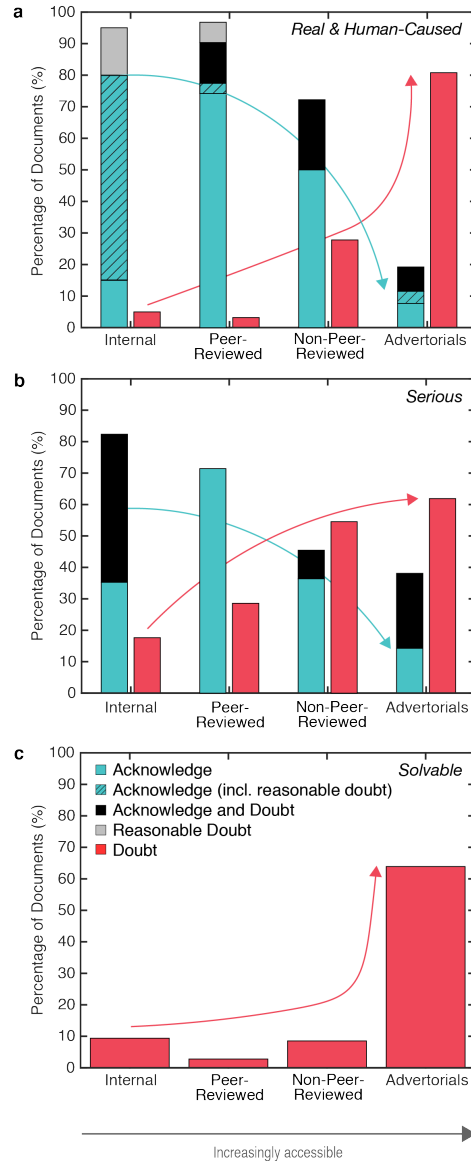 a
Real & Human-Caused
Percentage of Documents (%)
100
90
80
70
60
50
40
30
20
10
0
Internal
Peer-
Reviewed
Non-Peer-
Reviewed
Advertorials
b
Serious
Percentage of Documents (%)
100
90
80
70
60
50
40
30
20
10
0
Internal
Peer-
Reviewed
Non-Peer-
Reviewed
Advertorials
c
Solvable
Percentage of Documents (%)
100
90
80
70
60
50
40
30
20
10
0
Acknowledge
Acknowledge (incl. reasonable doubt)
Acknowledge and Doubt
Reasonable Doubt
Doubt
Internal
Peer-
Reviewed
Non-Peer-
Reviewed
Advertorials
Increasingly accessible